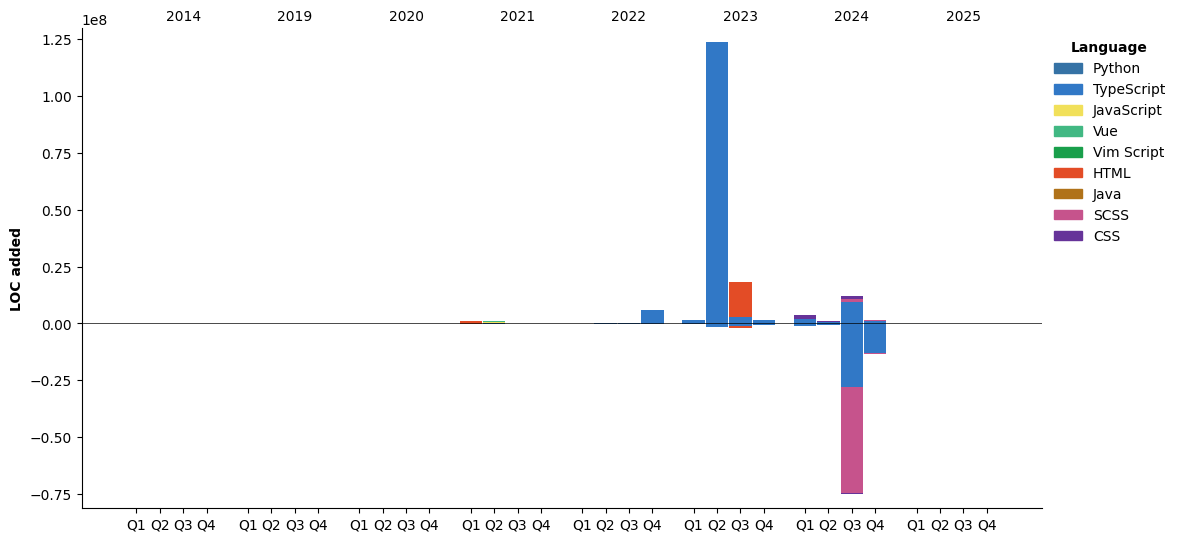 1e8
2014 2019 2020 2021 2022 2023 2024 2025
1.25
1.00
0.75
0.50
0.25
0.00
−0.25
−0.50
−0.75
LOC added
Q1 Q2 Q3 Q4 Q1 Q2 Q3 Q4 Q1 Q2 Q3 Q4 Q1 Q2 Q3 Q4 Q1 Q2 Q3 Q4 Q1 Q2 Q3 Q4 Q1 Q2 Q3 Q4 Q1 Q2 Q3 Q4
Language
Python
TypeScript
JavaScript
Vue
Vim Script
HTML
Java
SCSS
CSS